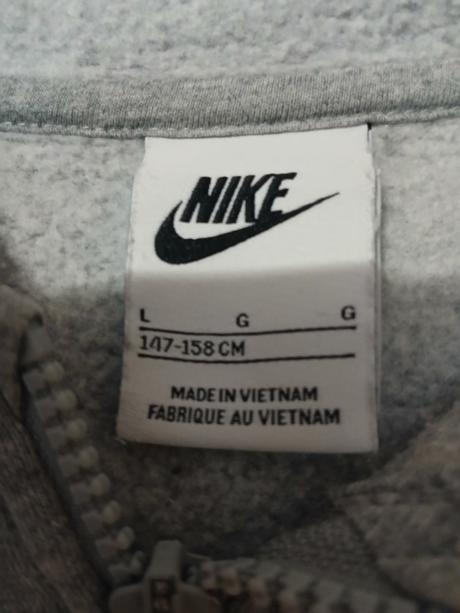 NIKE
L G G
147-158 CM
MADE IN VIETNAM
FABRIQUE AU VIETNAM